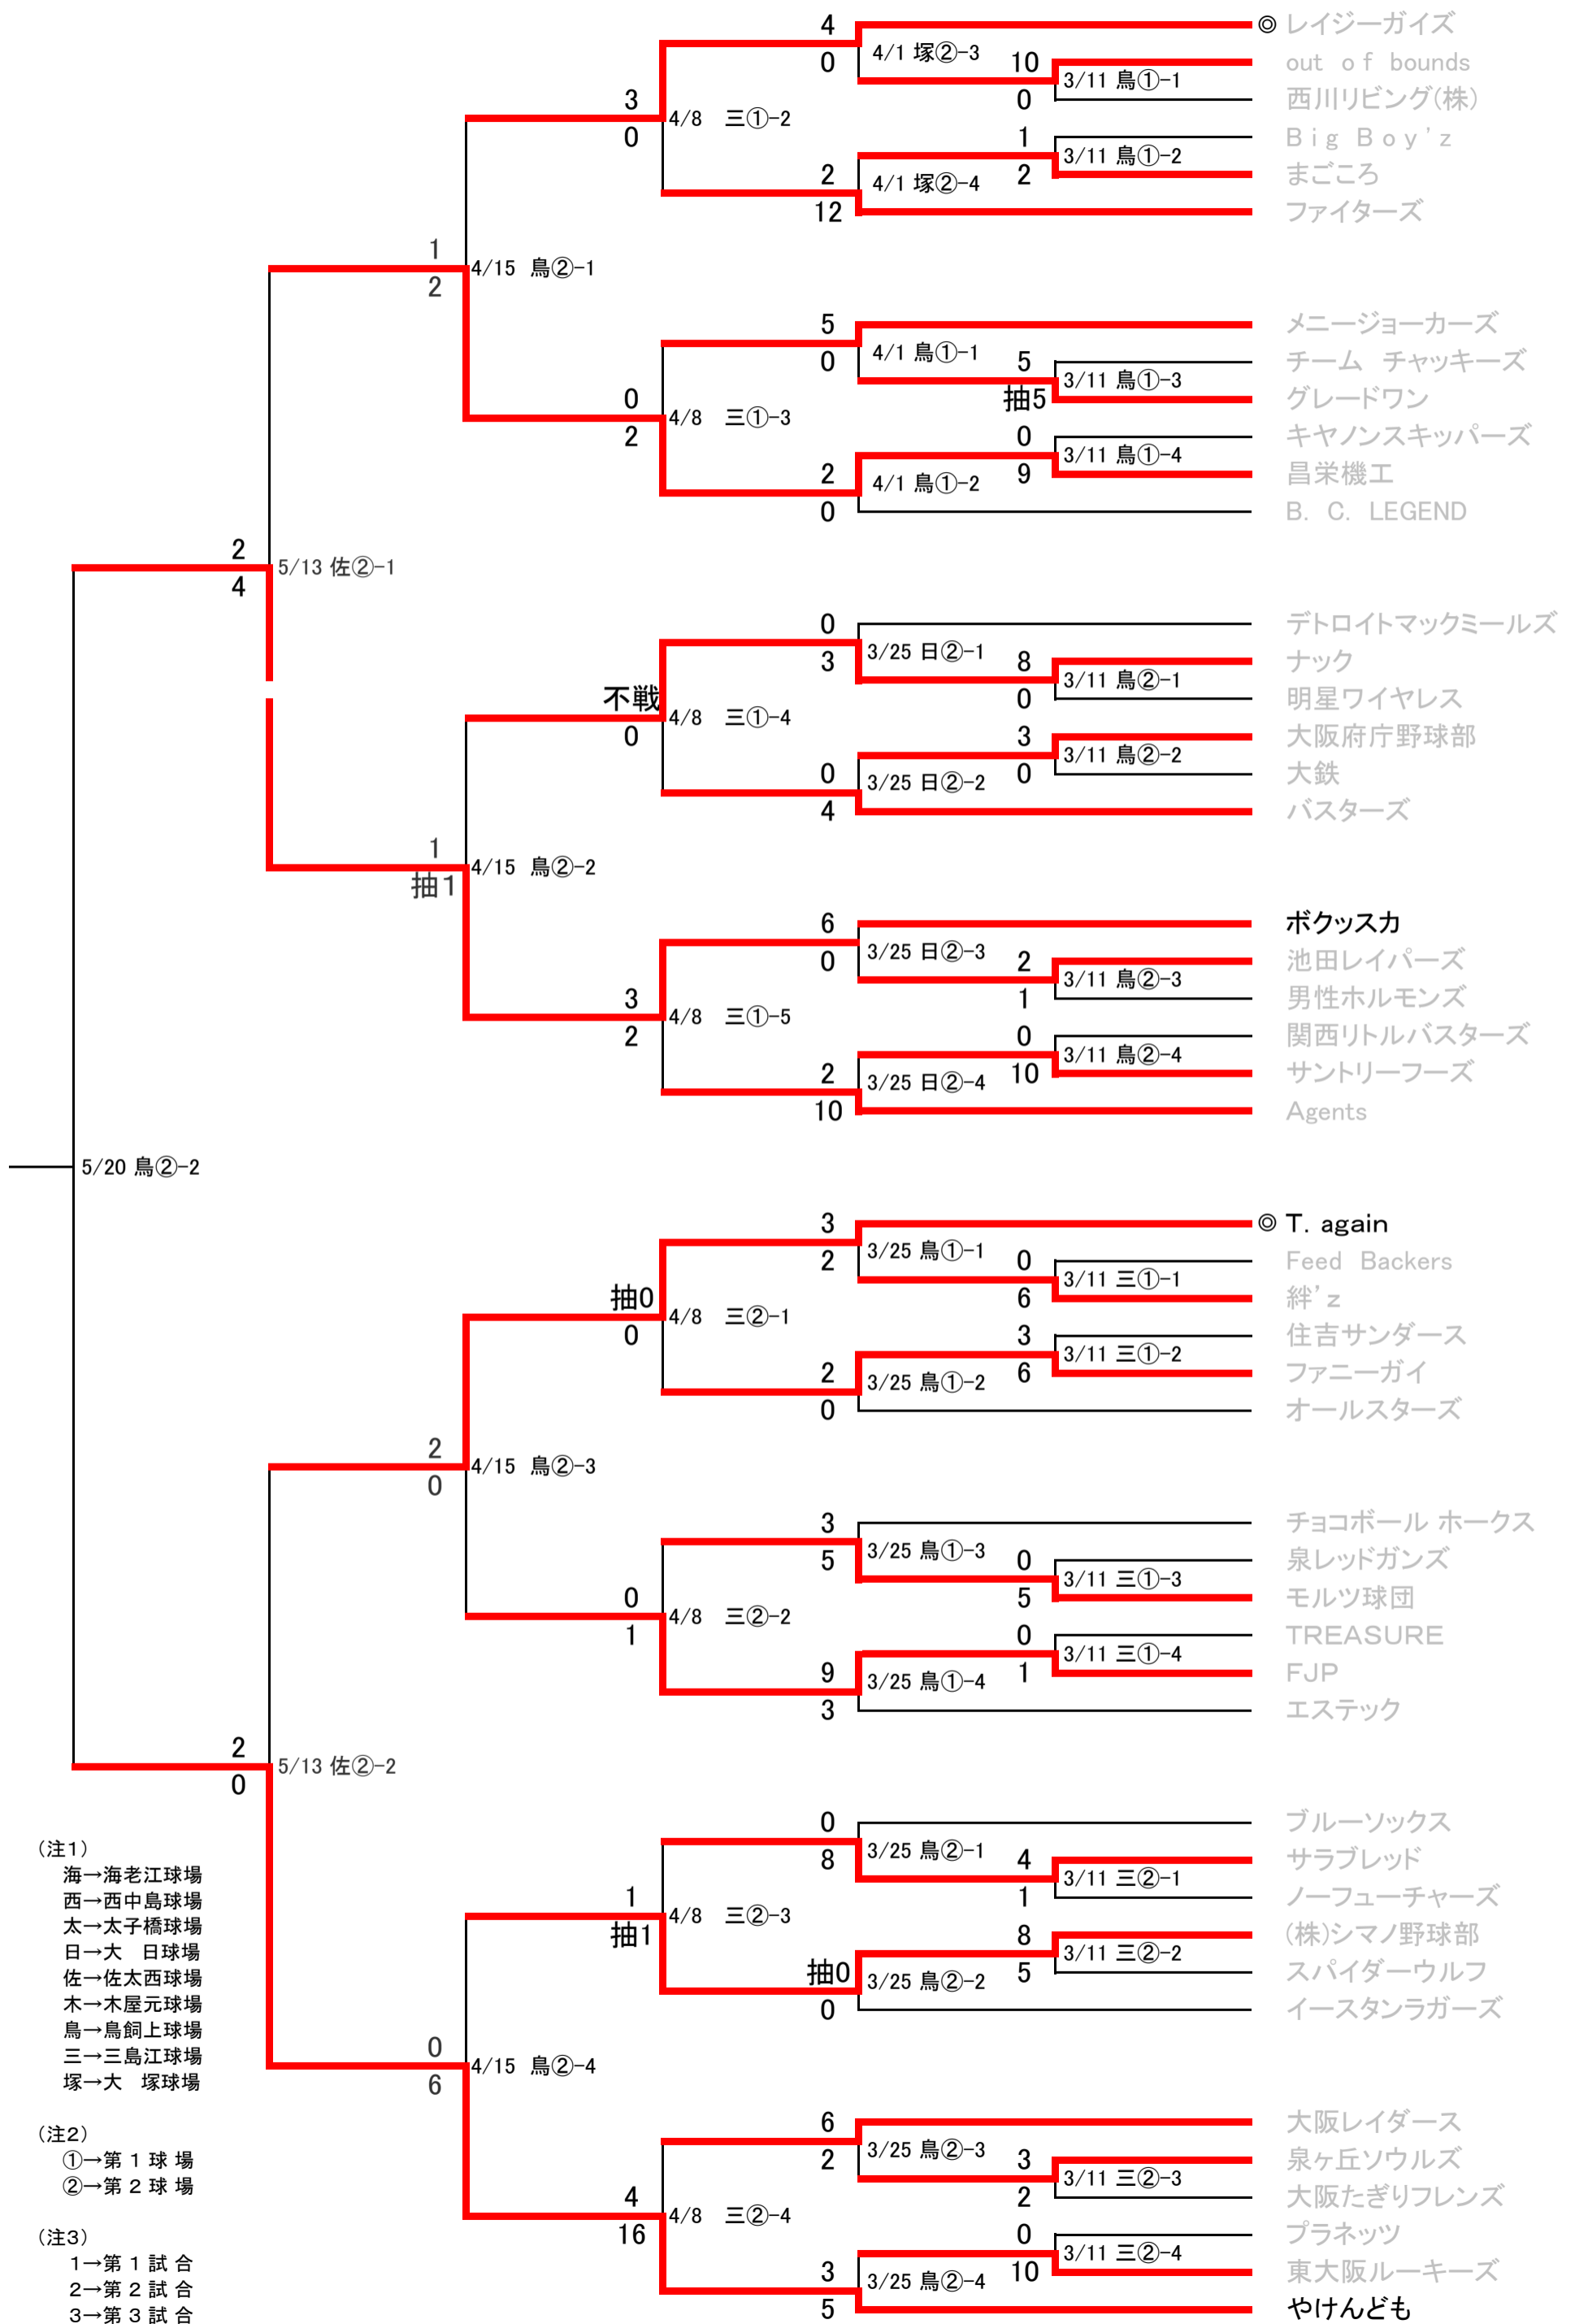 4
◎ レイジーガイズ
0
4/1 塚②-3
10
out of bounds
0
3/11 鳥①-1
西川リビング(株)
3
0
4/8 三①-2
1
Big Boy'z
2
3/11 鳥①-2
まごころ
2
12
4/1 塚②-4
ファイターズ
1
2
4/15 鳥②-1
5
メニージョーカーズ
0
4/1 鳥①-1
5
チーム チャッキーズ
抽5
3/11 鳥①-3
グレードワン
0
2
4/8 三①-3
0
キヤノンスキッパーズ
9
3/11 鳥①-4
昌栄機工
2
0
4/1 鳥①-2
B. C. LEGEND
2
4
5/13 佐②-1
0
デトロイトマックミールズ
3
3/25 日②-1
8
ナック
0
3/11 鳥②-1
明星ワイヤレス
不戦
0
4/8 三①-4
3
大阪府庁野球部
0
3/11 鳥②-2
大鉄
0
4
3/25 日②-2
バスターズ
1
抽1
4/15 鳥②-2
6
ボクッスカ
0
3/25 日②-3
2
池田レイパーズ
1
3/11 鳥②-3
男性ホルモンズ
3
2
4/8 三①-5
0
関西リトルバスターズ
10
3/11 鳥②-4
サントリーフーズ
2
10
3/25 日②-4
Agents
5/20 鳥②-2
3
◎ T. again
2
3/25 鳥①-1
0
Feed Backers
6
3/11 三①-1
絆'z
抽0
0
4/8 三②-1
3
住吉サンダース
6
3/11 三①-2
ファニーガイ
2
0
3/25 鳥①-2
オールスターズ
2
0
4/15 鳥②-3
3
チョコボール ホークス
5
3/25 鳥①-3
0
泉レッドガンズ
5
3/11 三①-3
モルツ球団
0
1
4/8 三②-2
0
TREASURE
1
3/11 三①-4
FJP
9
3
3/25 鳥①-4
エステック
2
0
5/13 佐②-2
0
ブルーソックス
8
3/25 鳥②-1
4
サラブレッド
1
3/11 三②-1
ノーフューチャーズ
1
抽1
4/8 三②-3
8
(株)シマノ野球部
5
3/11 三②-2
スパイダーウルフ
抽0
0
3/25 鳥②-2
イースタンラガーズ
0
6
4/15 鳥②-4
6
大阪レイダース
2
3/25 鳥②-3
3
泉ヶ丘ソウルズ
2
3/11 三②-3
大阪たぎりフレンズ
4
16
4/8 三②-4
0
プラネッツ
10
3/11 三②-4
東大阪ルーキーズ
3
5
3/25 鳥②-4
やけんども
(注1)
海→海老江球場
西→西中島球場
太→太子橋球場
日→大 日球場
佐→佐太西球場
木→木屋元球場
鳥→鳥飼上球場
三→三島江球場
塚→大 塚球場
(注2)
①→第 1 球 場
②→第 2 球 場
(注3)
1→第 1 試 合
2→第 2 試 合
3→第 3 試 合